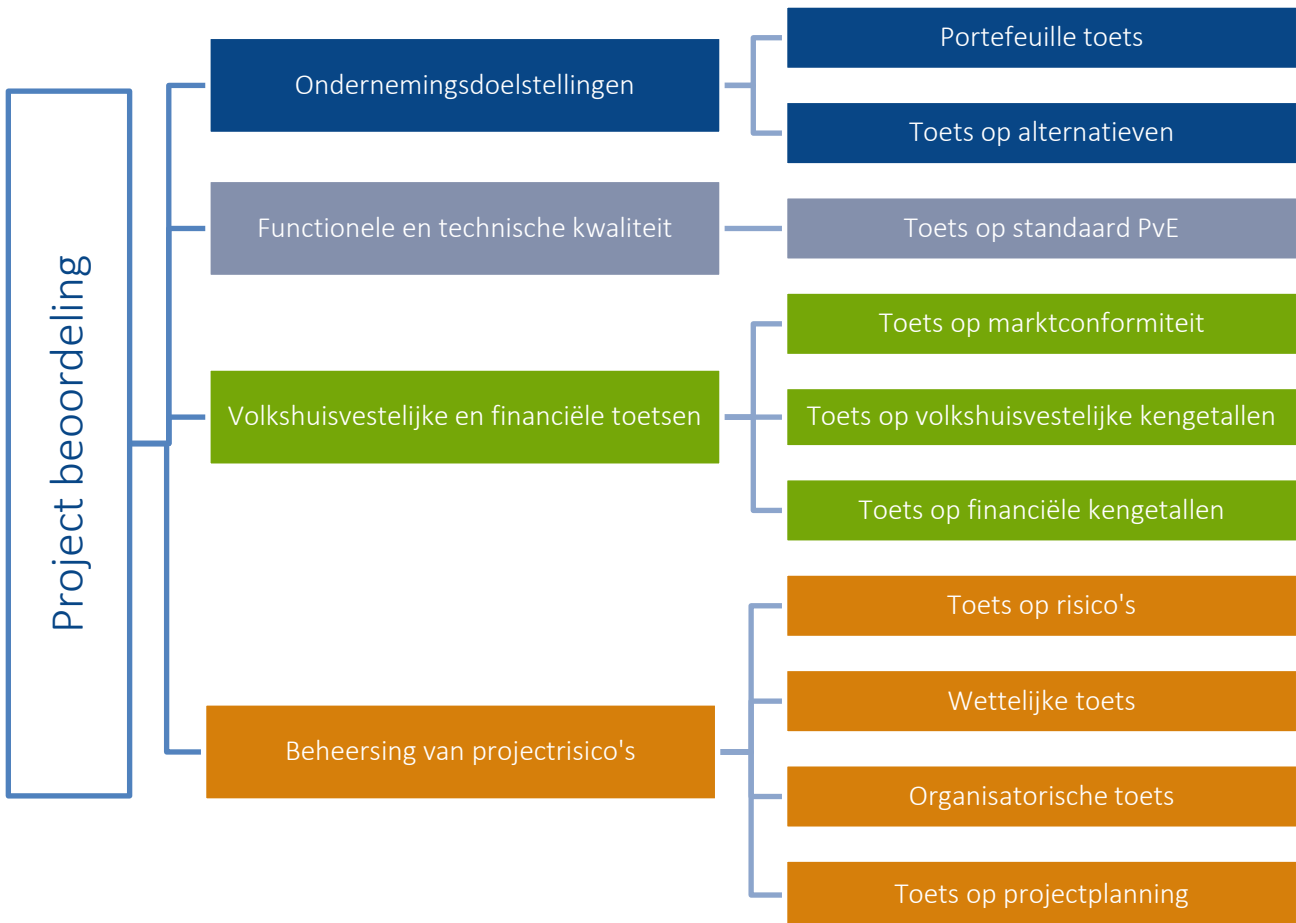 Project beoordeling
Ondernemingsdoelstellingen
Portefeuille toets
Toets op alternatieven
Functionele en technische kwaliteit
Toets op standaard PvE
Volkshuisvestelijke en financiële toetsen
Toets op marktconformiteit
Toets op volkshuisvestelijke kengetallen
Toets op financiële kengetallen
Beheersing van projectrisico's
Toets op risico's
Wettelijke toets
Organisatorische toets
Toets op projectplanning